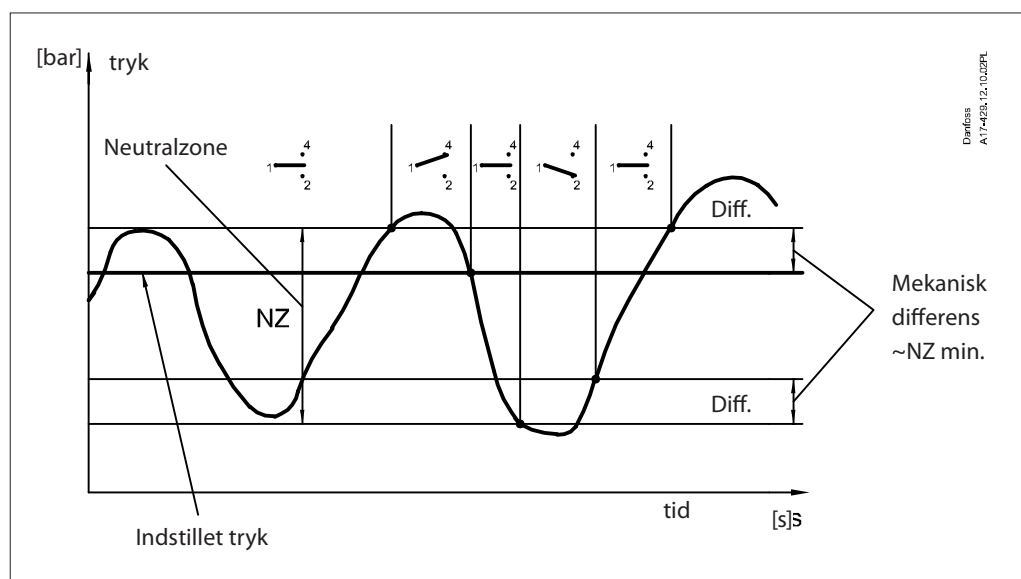 [bar]
tryk
Danfoss
A17-429.12.10.02PL
Neutralzone
1 4 2
1 4 2
1 4 2
1 4 2
1 4 2
Diff.
NZ
Mekanisk
differens
~NZ min.
Diff.
tid
[s]s
Indstillet tryk